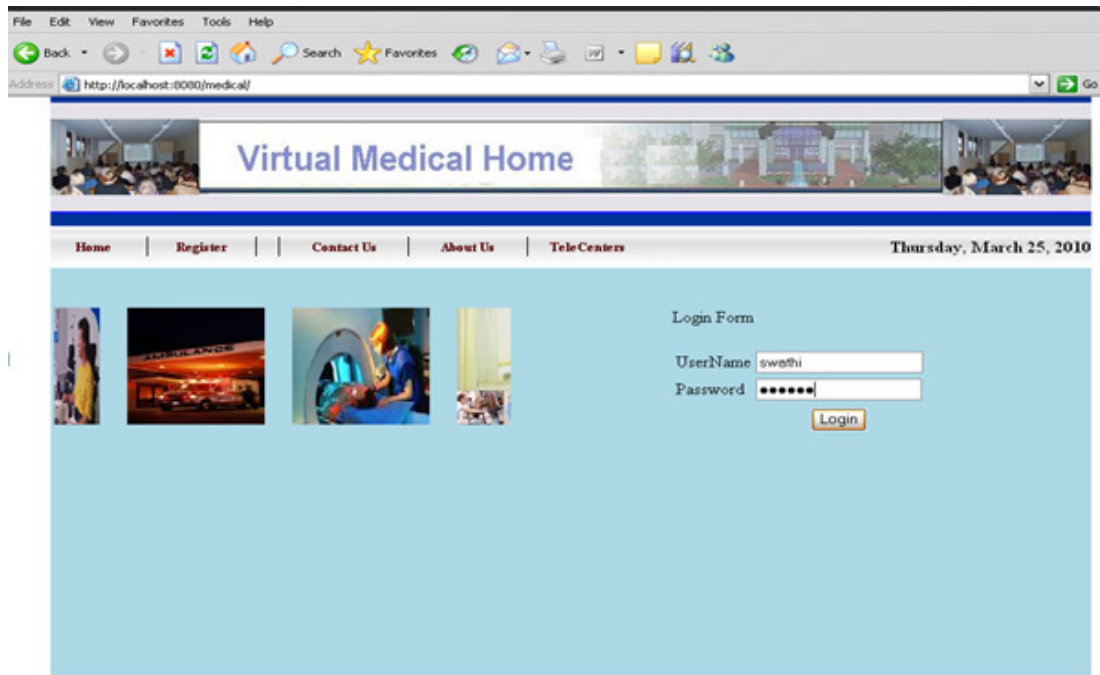 File Edit View Favorites Tools Help
Back Search Favorites
Address http://localhost:8080/medical/ Go
Virtual Medical Home
Home Register Contact Us About Us TeleCenters Thursday, March 25, 2010
AMBULANCE
Login Form
UserName swathi
Password ••••••
Login